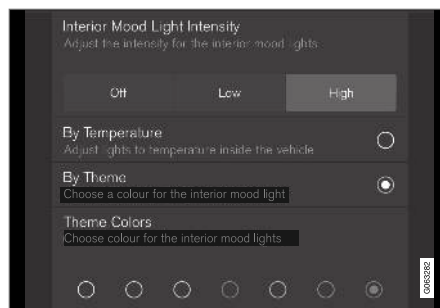 Interior Mood Light Intensity
Adjust the intensity for the interior mood lights
Off Low High
By Temperature
Adjust lights to temperature inside the vehicle
By Theme
Choose a colour for the interior mood light
Theme Colors
Choose colour for the interior mood lights
G063282